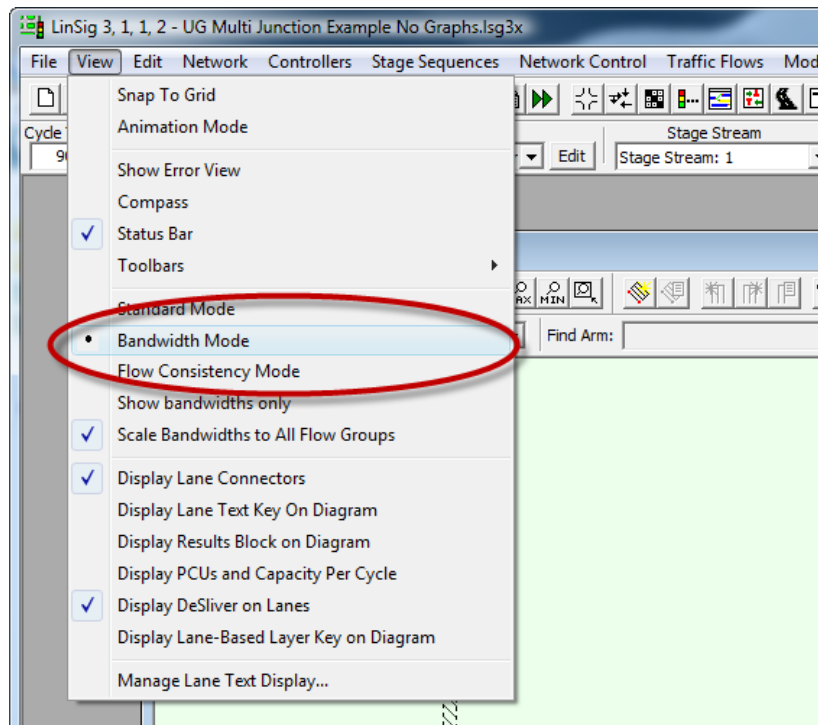 LinSig 3, 1, 1, 2 - UG Multi Junction Example No Graphs.lsg3x
File View Edit Network Controllers Stage Sequences Network Control Traffic Flows
Cycle
Stage Stream
Edit
Stage Stream: 1
Snap To Grid
Animation Mode
Show Error View
Compass
Status Bar
Toolbars
MIN
Standard Mode
Bandwidth Mode
Find Arm:
Flow Consistency Mode
Show bandwidths only
Scale Bandwidths to All Flow Groups
Display Lane Connectors
Display Lane Text Key On Diagram
Display Results Block on Diagram
Display PCUs and Capacity Per Cycle
Display DeSliver on Lanes
Display Lane-Based Layer Key on Diagram
Manage Lane Text Display...